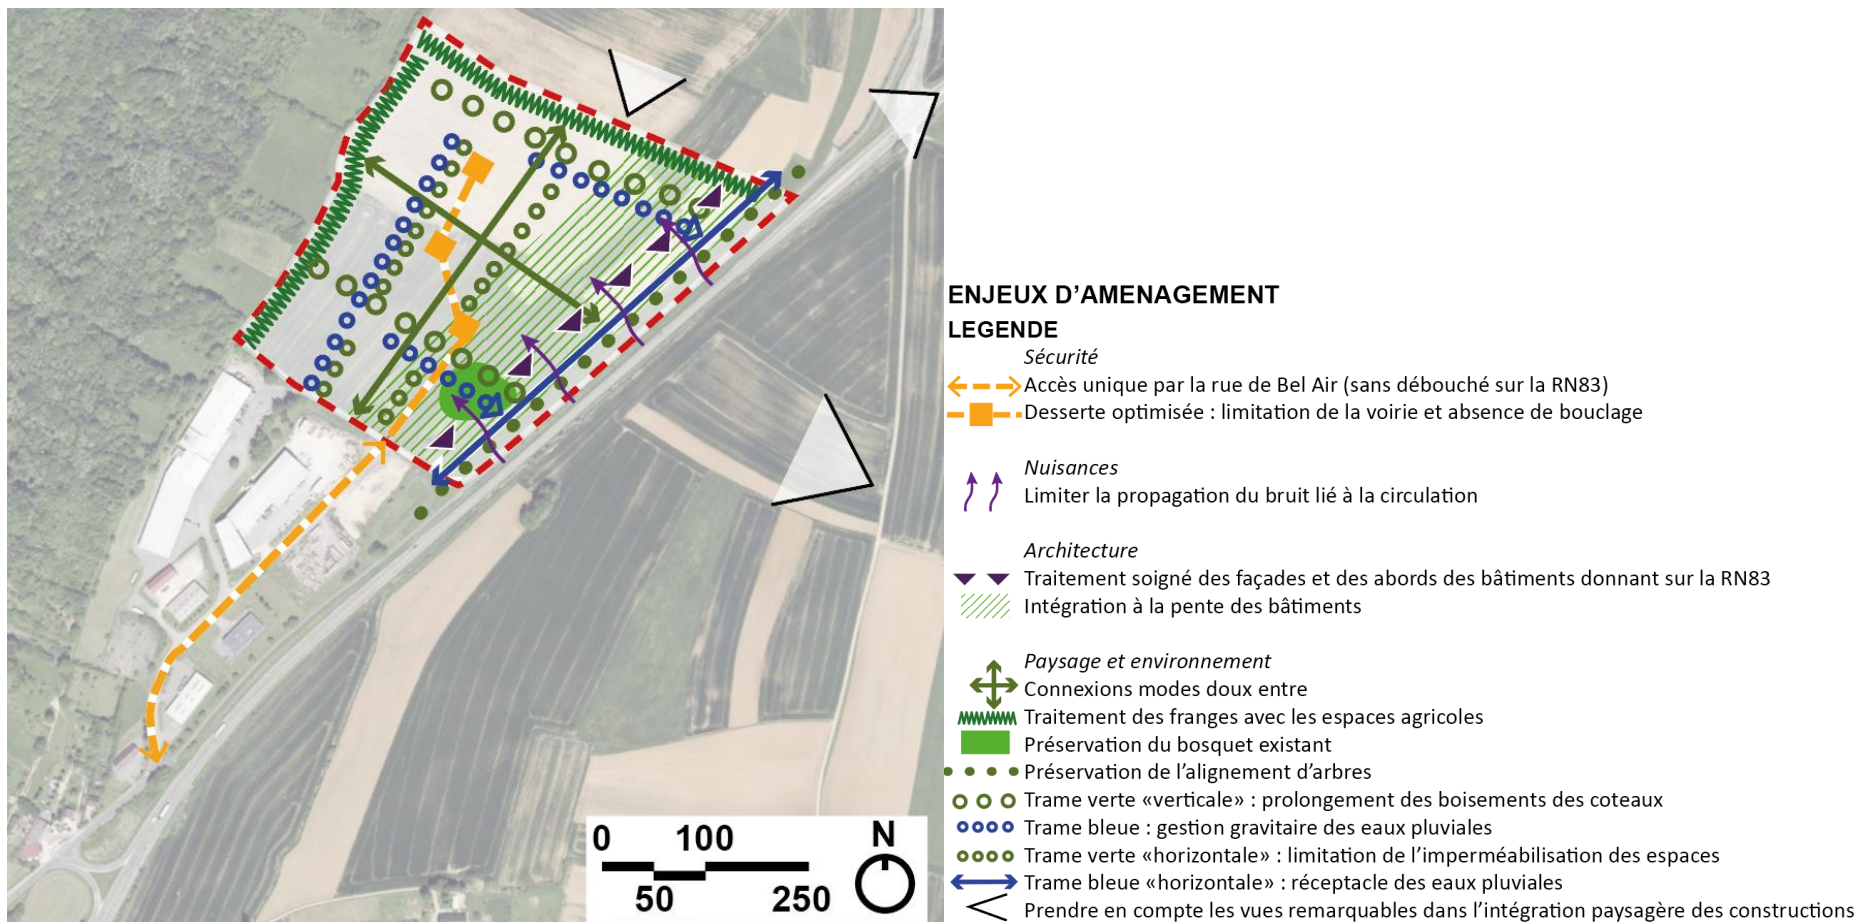 ENJEUX D’AMENAGEMENT
LEGENDE
Sécurité
Accès unique par la rue de Bel Air (sans débouché sur la RN83)
Desserte optimisée : limitation de la voirie et absence de bouclage
Nuisances
Limiter la propagation du bruit lié à la circulation
Architecture
Traitement soigné des façades et des abords des bâtiments donnant sur la RN83
Intégration à la pente des bâtiments
Paysage et environnement
Connexions modes doux entre
Traitement des franges avec les espaces agricoles
Préservation du bosquet existant
Préservation de l’alignement d’arbres
Trame verte «verticale» : prolongement des boisements des coteaux
Trame bleue : gestion gravitaire des eaux pluviales
Trame verte «horizontale» : limitation de l’imperméabilisation des espaces
Trame bleue «horizontale» : réceptacle des eaux pluviales
Prendre en compte les vues remarquables dans l’intégration paysagère des constructions
0 100 N
50 250